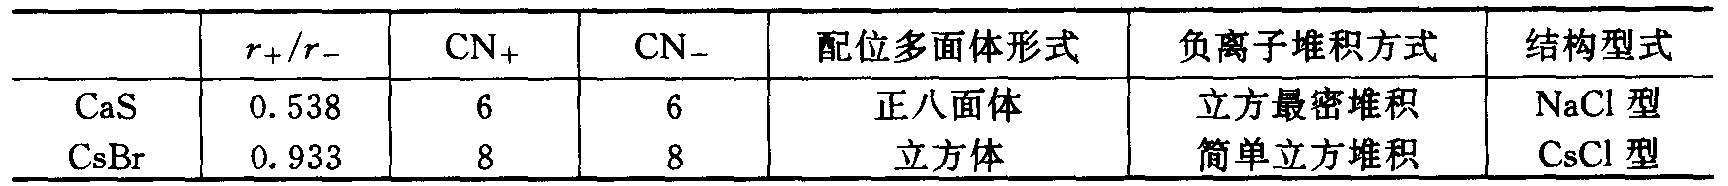 r+/r− CN+ CN− 配位多面体形式 负离子堆积方式 结构型式
CaS 0.538 6 6 正八面体 立方最密堆积 NaCl 型
CsBr 0.933 8 8 立方体 简单立方堆积 CsCl 型